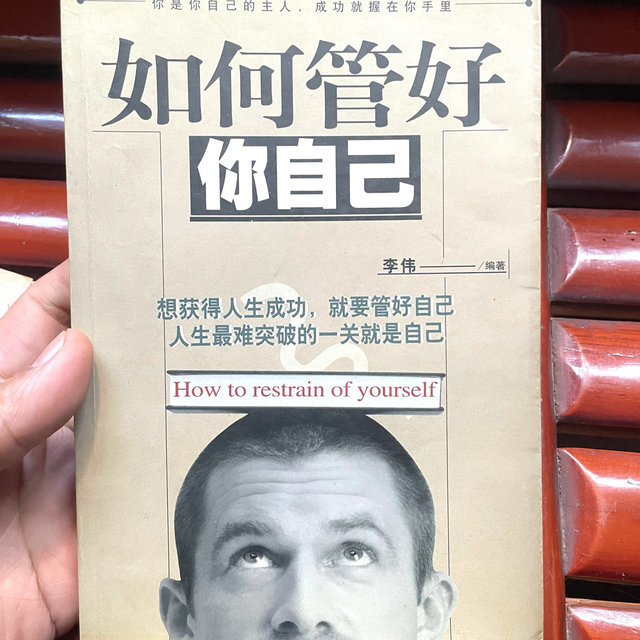 你是你自己的主人，成功就握在你手里
如何管好
你自己
李伟——/编著
想获得人生成功，就要管好自己
人生最难突破的一关就是自己
How to restrain of yourself